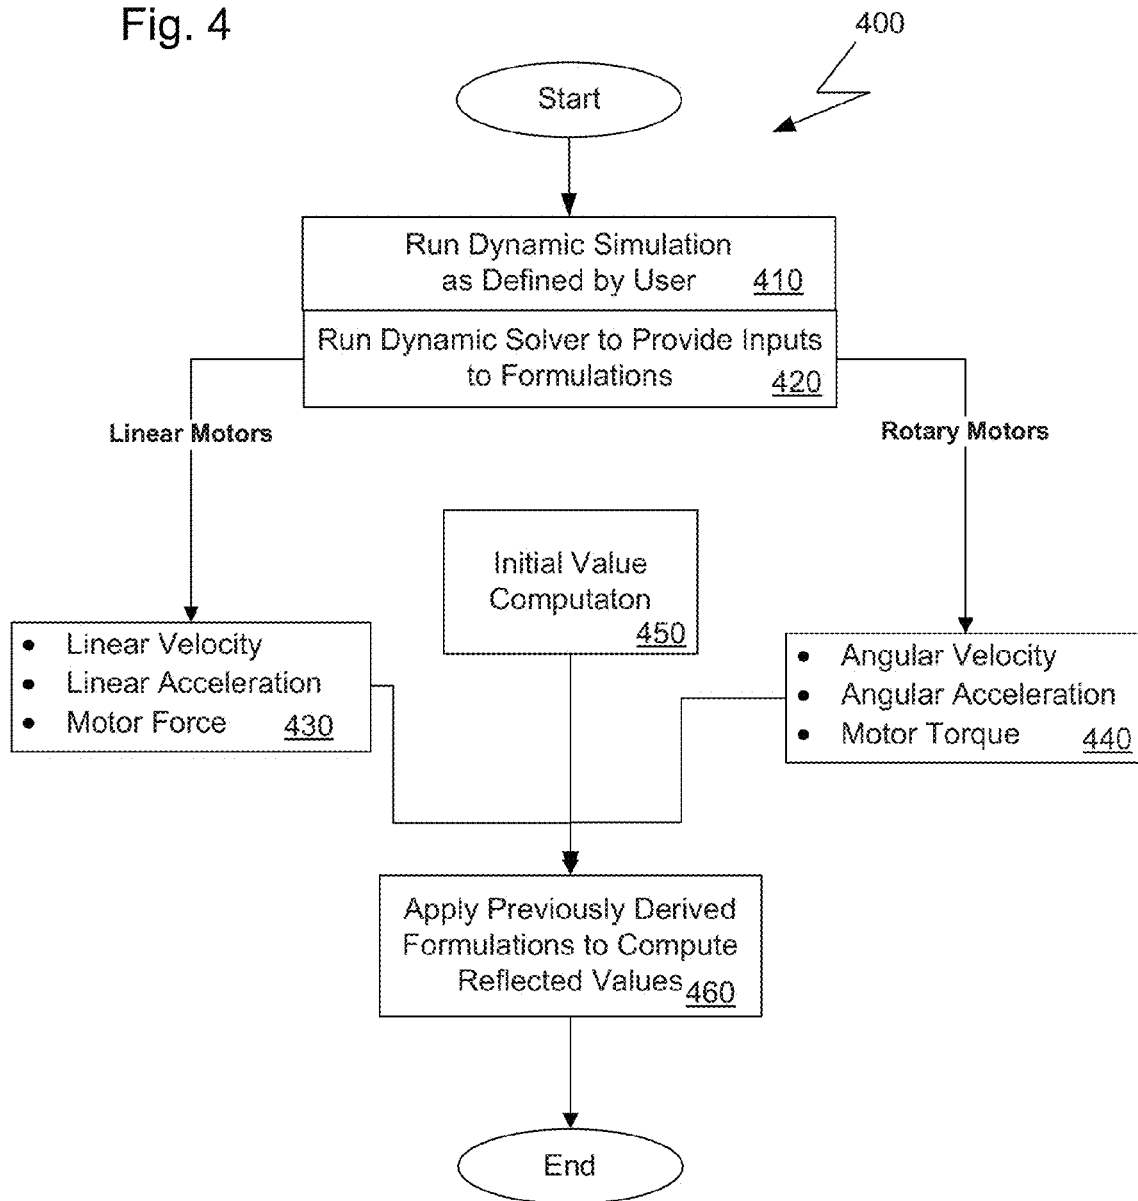 Fig. 4
400
Start
Run Dynamic Simulation
as Defined by User 410
Run Dynamic Solver to Provide Inputs
to Formulations 420
Linear Motors
Rotary Motors
Initial Value
Computaton
450
• Linear Velocity
• Linear Acceleration
• Motor Force 430
• Angular Velocity
• Angular Acceleration
• Motor Torque 440
Apply Previously Derived
Formulations to Compute
Reflected Values 460
End